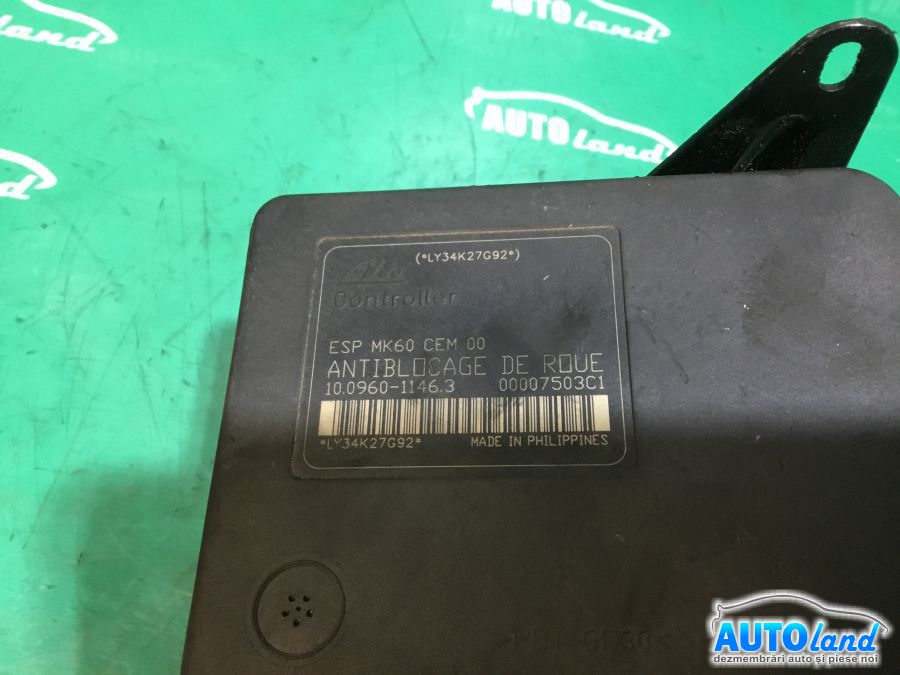 AUTO land
AUTO land
AUTO land
(*LY34K27G92*)
Ate
Controller
ESP MK60 CEM 00
ANTIBLOCAGE DE ROUE
10.0960-1146.3 00007503C1
*LY34K27G92*
MADE IN PHILIPPINES
AUTOland
dezmembrări auto și piese noi